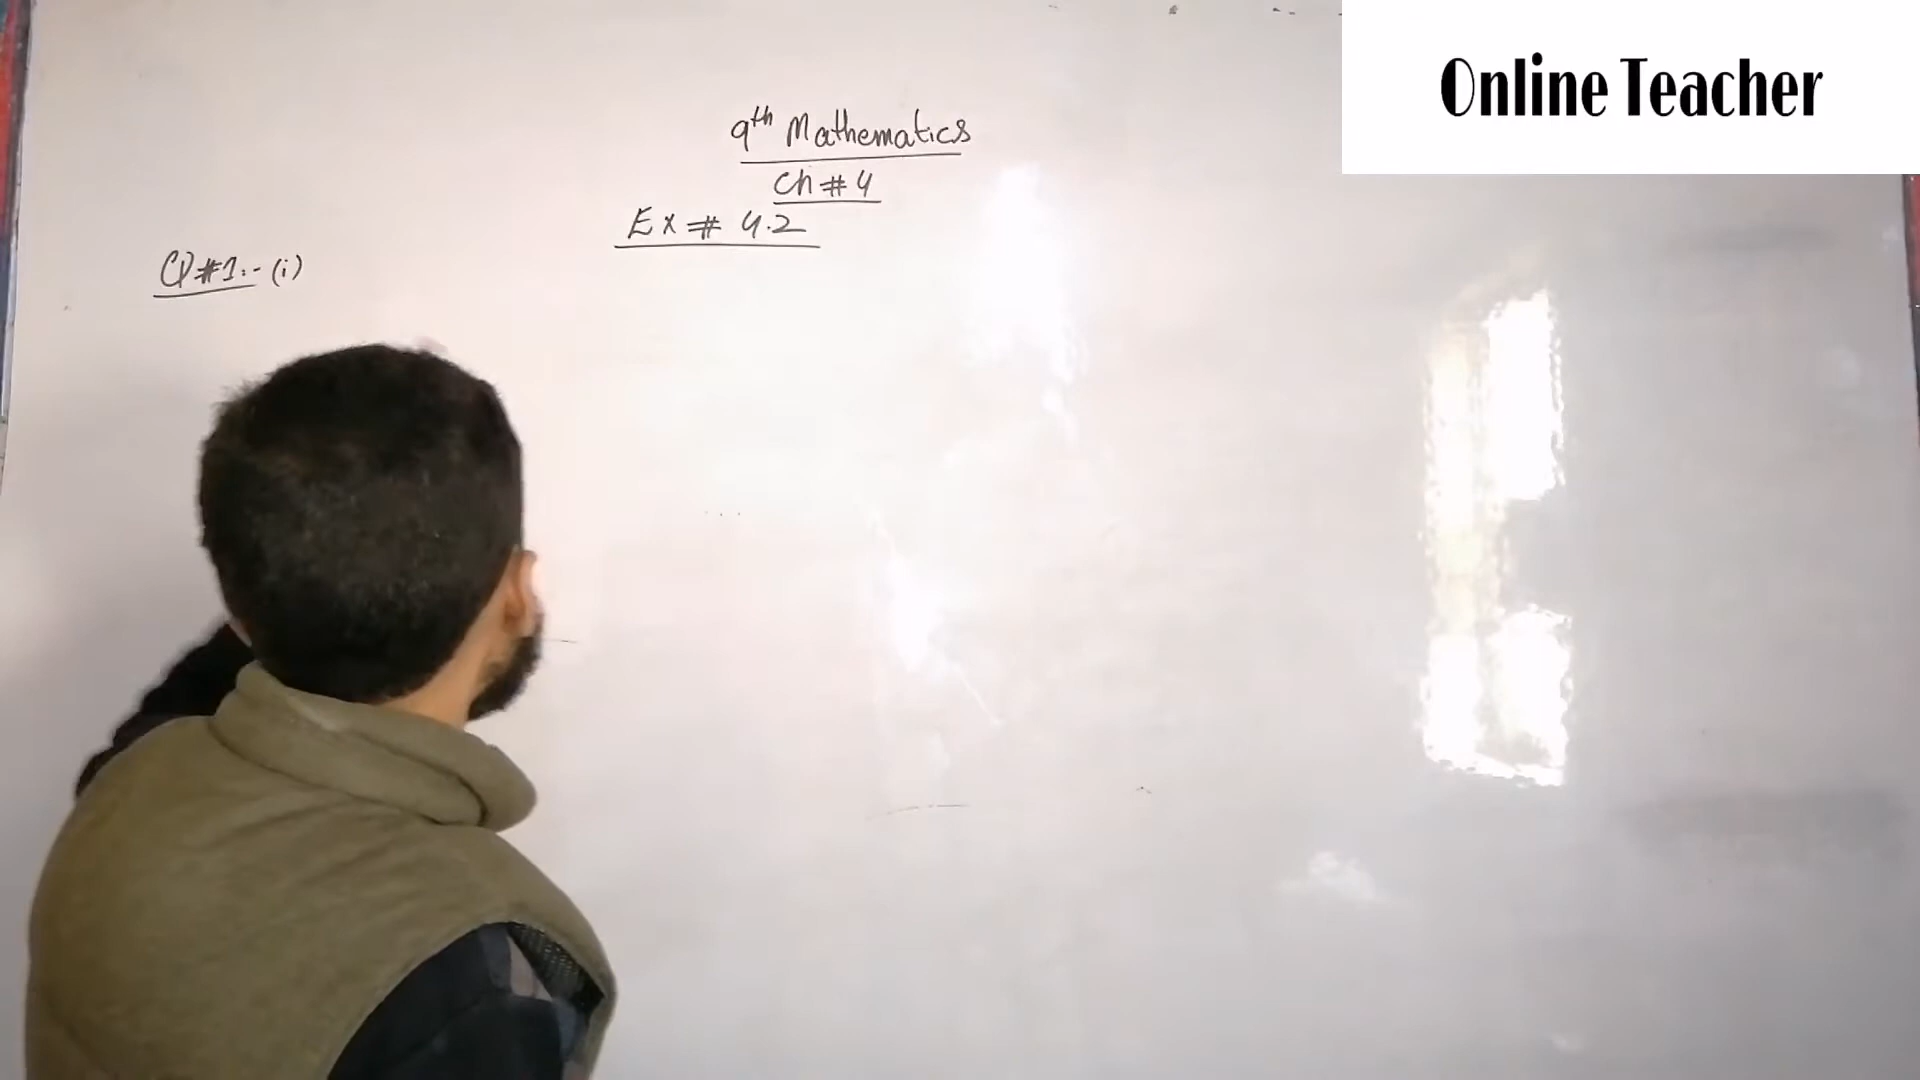 Online Teacher
9th Mathematics
Ch # 4
Ex # 4.2
Q#1:- (i)